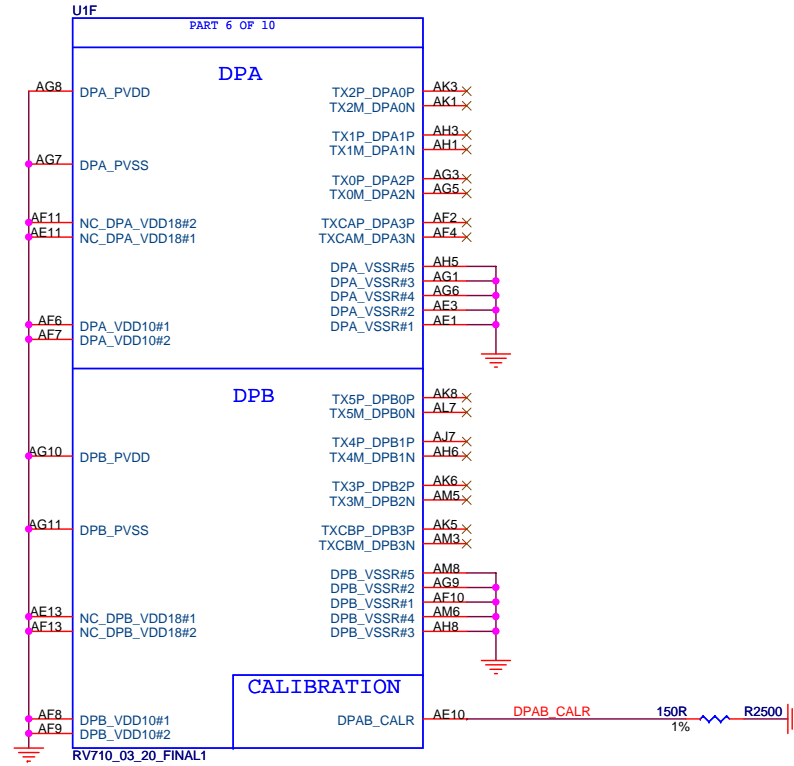 U1F
PART 6 OF 10
DPA
AG8 DPA_PVDD TX2P_DPA0P AK3
TX2M_DPA0N AK1
TX1P_DPA1P AH3
TX1M_DPA1N AH1
AG7 DPA_PVSS
TX0P_DPA2P AG3
TX0M_DPA2N AG5
AF11 NC_DPA_VDD18#2 TXCAP_DPA3P AF2
AE11 NC_DPA_VDD18#1 TXCAM_DPA3N AF4
DPA_VSSR#5 AH5
DPA_VSSR#3 AG1
DPA_VSSR#4 AG6
DPA_VSSR#2 AE3
AF6 DPA_VDD10#1 DPA_VSSR#1 AE1
AF7 DPA_VDD10#2
DPB
TX5P_DPB0P AK8
TX5M_DPB0N AL7
TX4P_DPB1P AJ7
AG10 DPB_PVDD TX4M_DPB1N AH6
TX3P_DPB2P AK6
TX3M_DPB2N AM5
AG11 DPB_PVSS TXCBP_DPB3P AK5
TXCBM_DPB3N AM3
DPB_VSSR#5 AM8
DPB_VSSR#2 AG9
DPB_VSSR#1 AF10
AE13 NC_DPB_VDD18#1 DPB_VSSR#4 AM6
AF13 NC_DPB_VDD18#2 DPB_VSSR#3 AH8
CALIBRATION
AF8 DPB_VDD10#1 DPAB_CALR AE10 DPAB_CALR 150R R2500
AF9 DPB_VDD10#2 1%
RV710_03_20_FINAL1